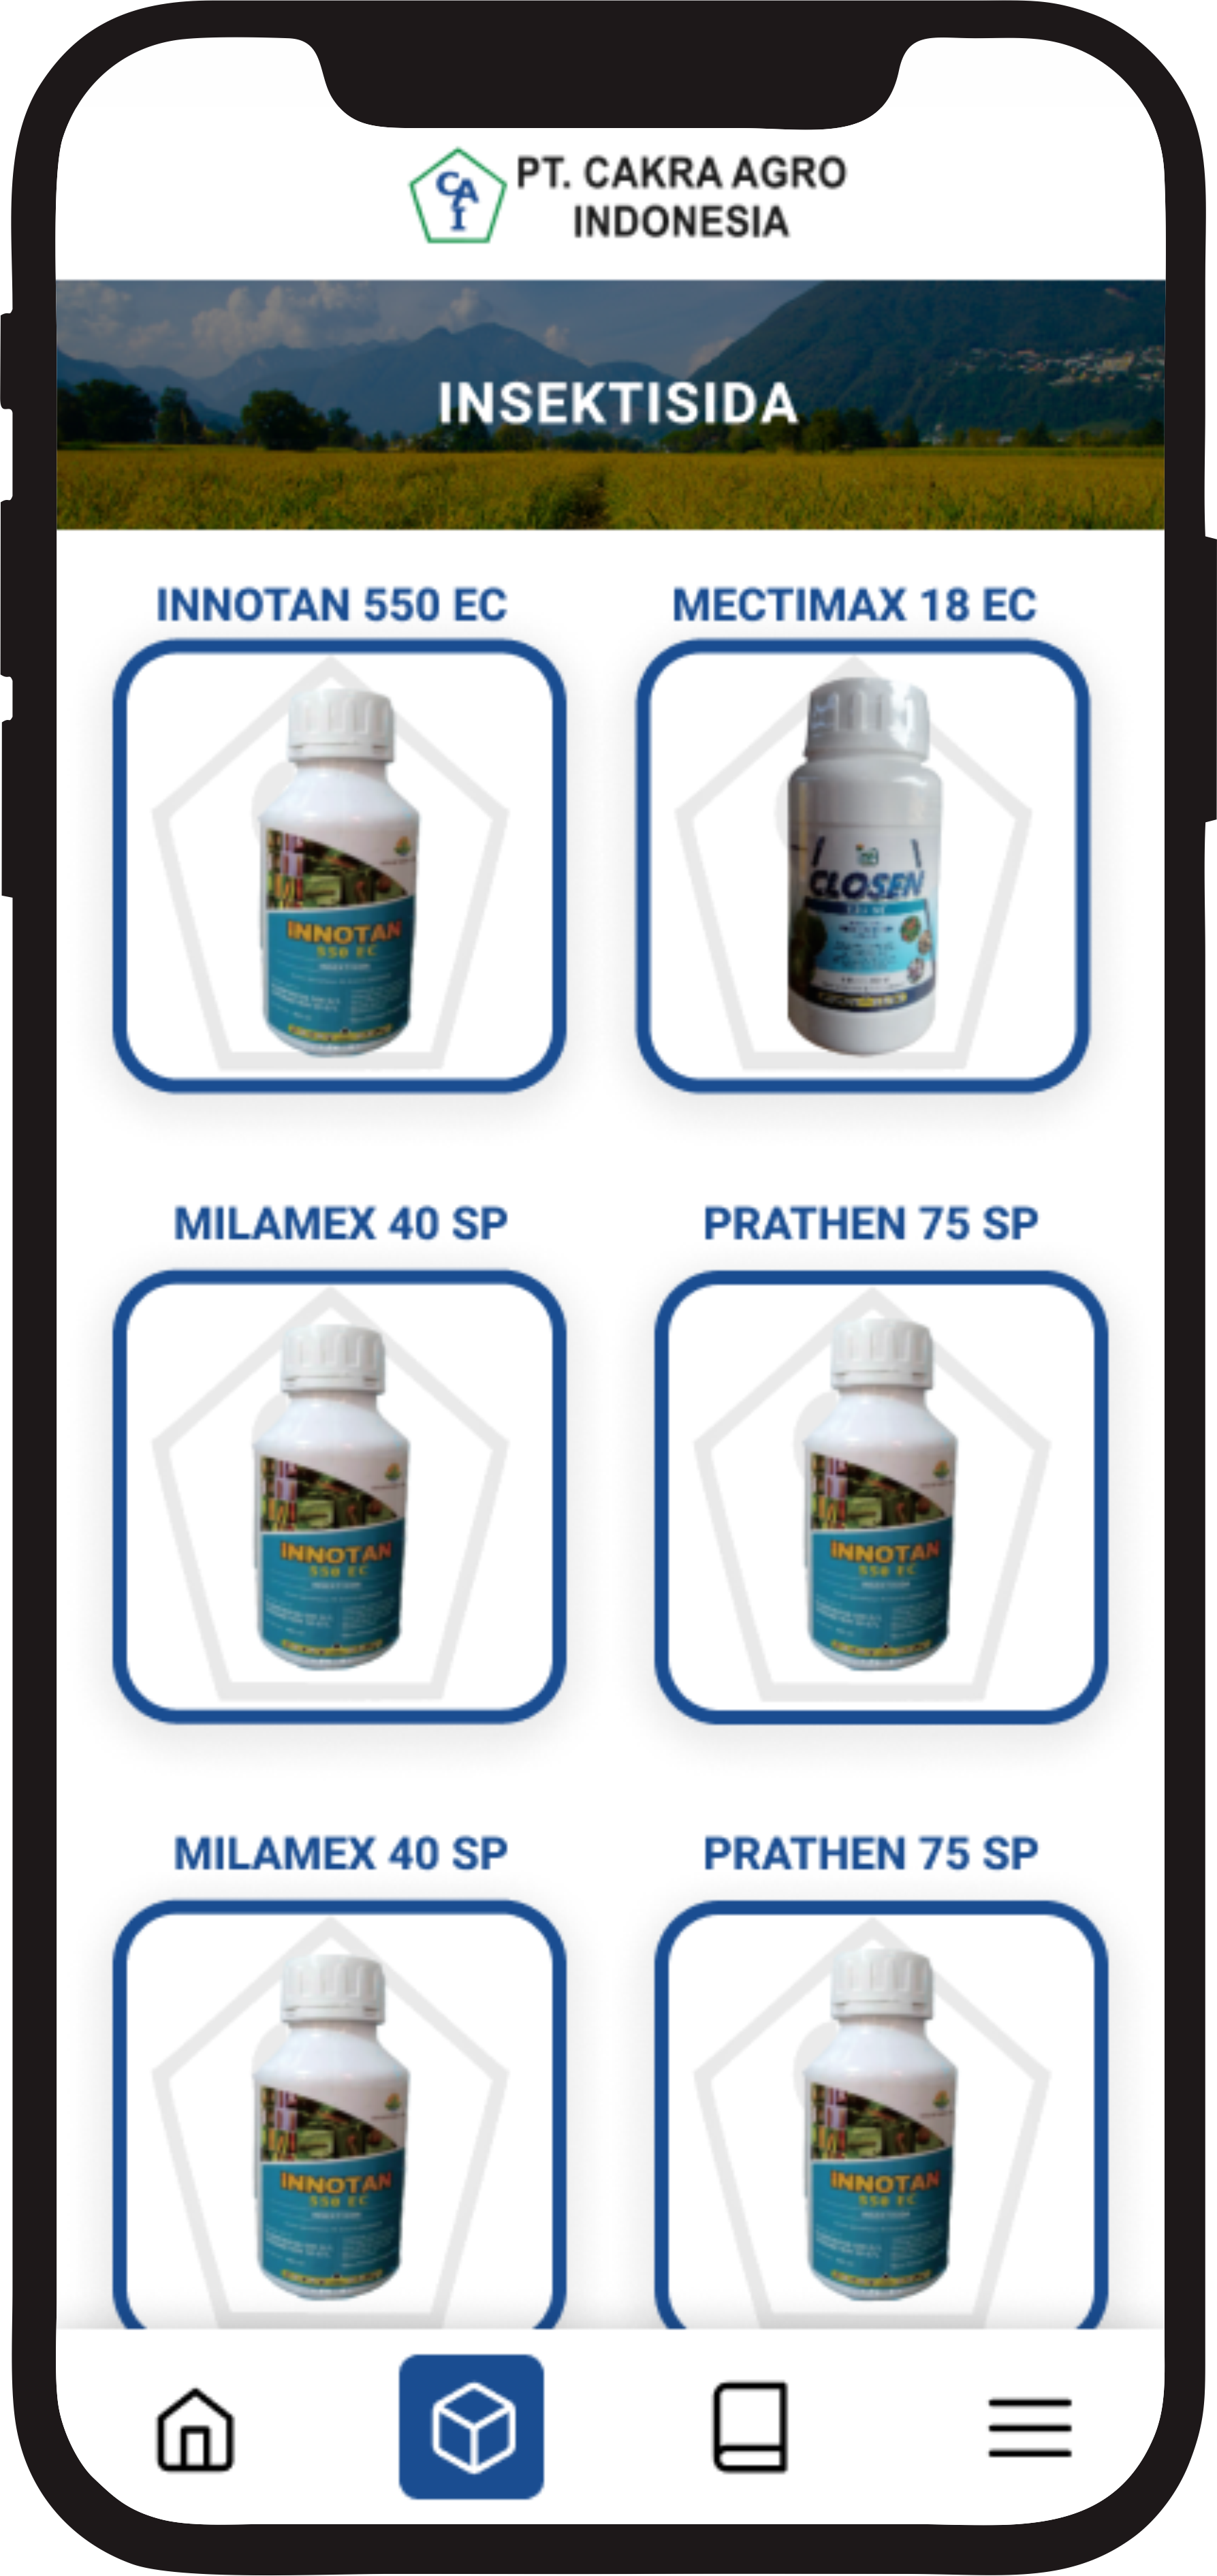 CAI
PT. CAKRA AGRO
INDONESIA
INSEKTISIDA
INNOTAN 550 EC
MECTIMAX 18 EC
INNOTAN
550 EC
CLOSEN
MILAMEX 40 SP
PRATHEN 75 SP
INNOTAN
550 EC
INNOTAN
550 EC
MILAMEX 40 SP
PRATHEN 75 SP
INNOTAN
550 EC
INNOTAN
550 EC